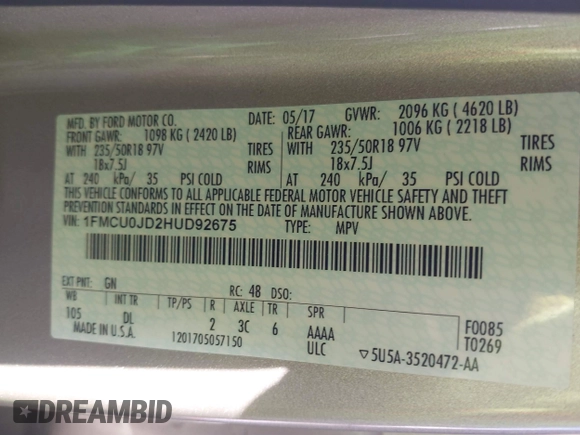 MFD. BY FORD MOTOR CO. DATE: 05/17 GVWR: 2096 KG ( 4620 LB)
FRONT GAWR: 1098 KG ( 2420 LB) REAR GAWR: 1006 KG ( 2218 LB)
WITH 235/50R18 97V TIRES WITH 235/50R18 97V TIRES
18x7.5J RIMS 18x7.5J RIMS
AT 240 kPa/ 35 PSI COLD AT 240 kPa/ 35 PSI COLD
THIS VEHICLE CONFORMS TO ALL APPLICABLE FEDERAL MOTOR VEHICLE SAFETY AND THEFT
PREVENTION STANDARDS IN EFFECT ON THE DATE OF MANUFACTURE SHOWN ABOVE.
VIN: 1FMCU0JD2HUD92675 TYPE: MPV
EXT PNT: GN RC: 48 DSO:
WB INT TR TP/PS R AXLE TR SPR
105 DL 2 3C 6 AAAA F0085
MADE IN U.S.A. 1201705057150 ULC T0269
▽5U5A-3520472-AA
DREAMBID